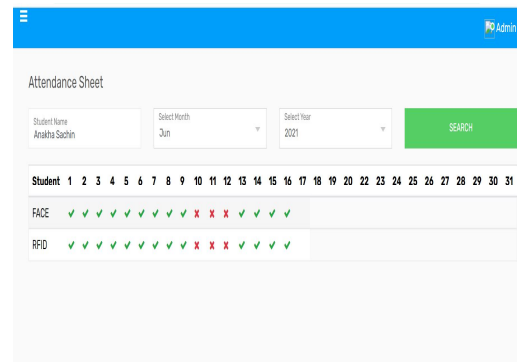 Admin
Attendance Sheet
Student Name Select Month Select Year
Anakha Sachin Jun 2021 SEARCH
Student 1 2 3 4 5 6 7 8 9 10 11 12 13 14 15 16 17 18 19 20 22 23 24 25 26 27 28 29 30 31
FACE ✓ ✓ ✓ ✓ ✓ ✓ ✓ ✓ ✓ ✗ ✗ ✗ ✓ ✓ ✓ ✓
RFID ✓ ✓ ✓ ✓ ✓ ✓ ✓ ✓ ✓ ✗ ✗ ✗ ✓ ✓ ✓ ✓